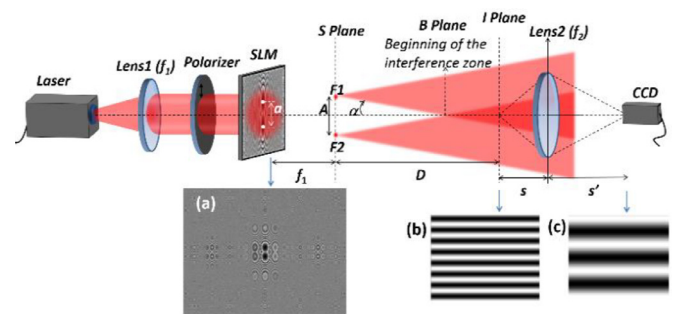 S Plane
B Plane
I Plane
Lens2 (f2)
Beginning of the
interference zone
SLM
Polarizer
Lens1 (f1)
Laser
CCD
a
A
F1
α
F2
f1
D
s
s'
(a)
(b)
(c)